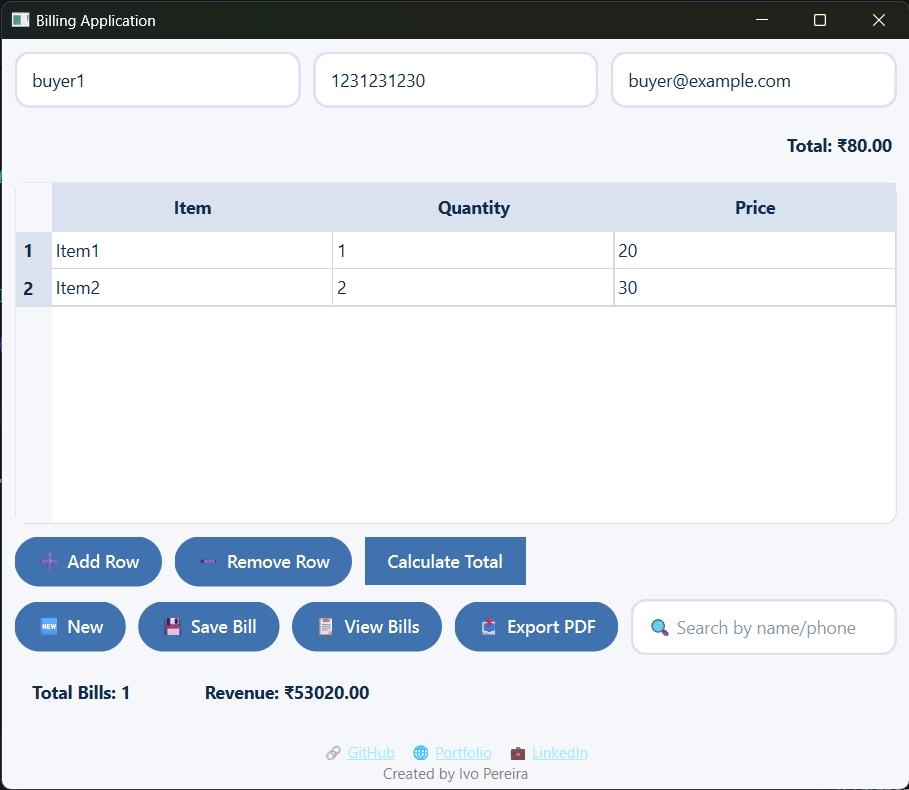 Billing Application
buyer1 1231231230 buyer@example.com
Total: ₹80.00
Item Quantity Price
1 Item1 1 20
2 Item2 2 30
Add Row Remove Row Calculate Total
NEW New Save Bill View Bills Export PDF Search by name/phone
Total Bills: 1 Revenue: ₹53020.00
GitHub Portfolio LinkedIn
Created by Ivo Pereira